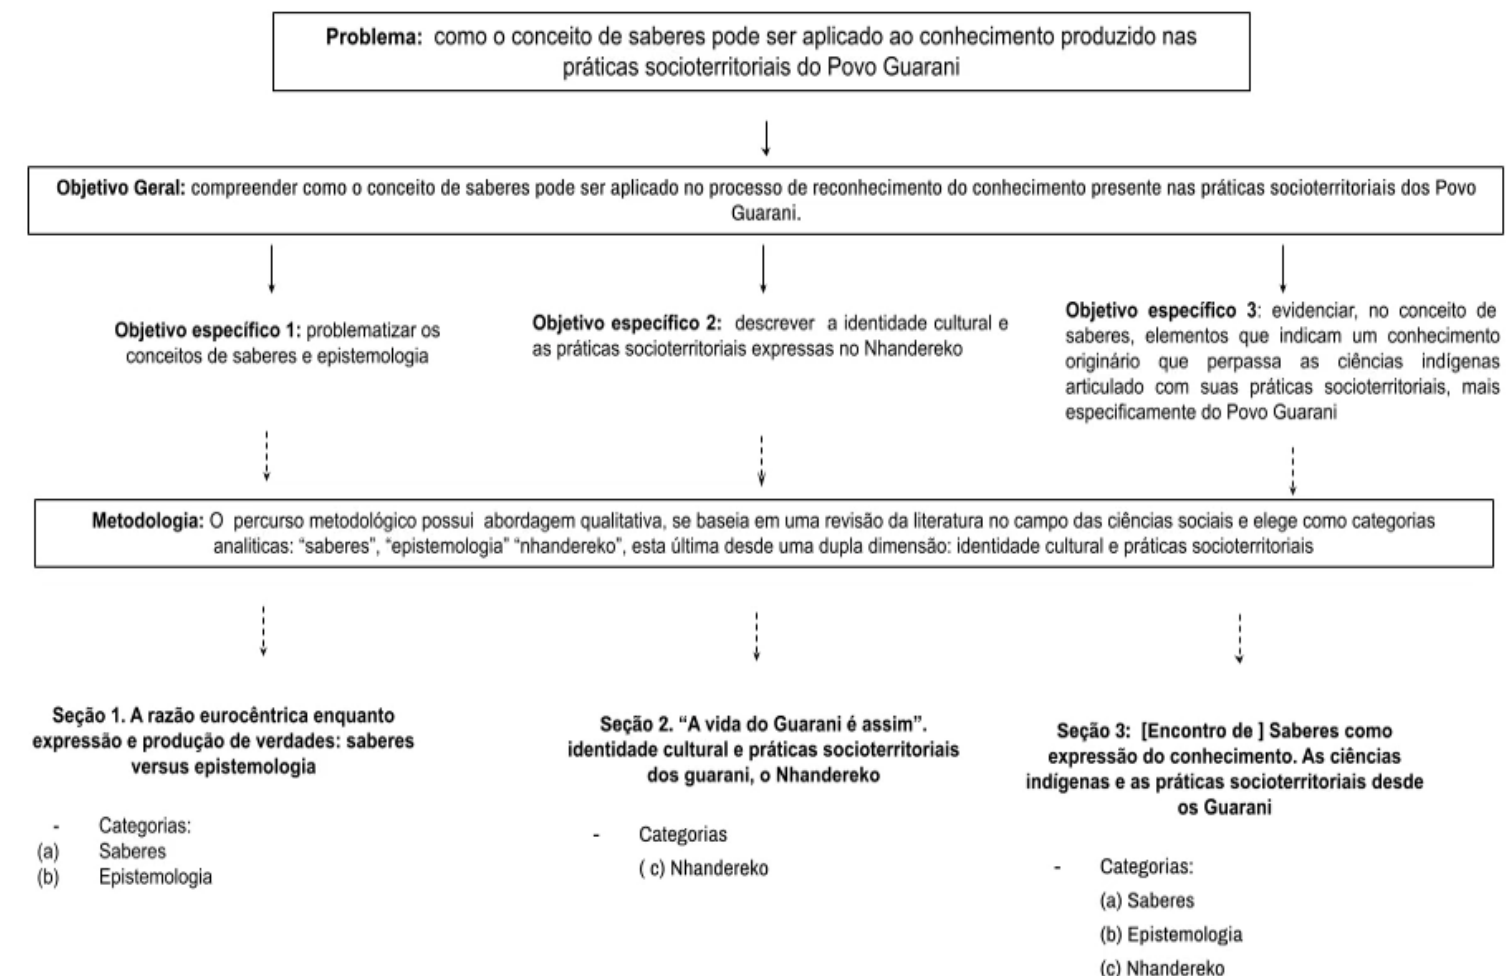 Problema: como o conceito de saberes pode ser aplicado ao conhecimento produzido nas
práticas socioterritoriais do Povo Guarani
Objetivo Geral: compreender como o conceito de saberes pode ser aplicado no processo de reconhecimento do conhecimento presente nas práticas socioterritoriais dos Povo
Guarani.
Objetivo específico 1: problematizar os
conceitos de saberes e epistemologia
Objetivo específico 2: descrever a identidade cultural e
as práticas socioterritoriais expressas no Nhandereko
Objetivo específico 3: evidenciar, no conceito de
saberes, elementos que indicam um conhecimento
originário que perpassa as ciências indígenas
articulado com suas práticas socioterritoriais, mais
especificamente do Povo Guarani
Metodologia: O percurso metodológico possui abordagem qualitativa, se baseia em uma revisão da literatura no campo das ciências sociais e elege como categorias
analiticas: “saberes”, “epistemologia” “nhandereko”, esta última desde uma dupla dimensão: identidade cultural e práticas socioterritoriais
Seção 1. A razão eurocêntrica enquanto
expressão e produção de verdades: saberes
versus epistemologia
- Categorias:
(a) Saberes
(b) Epistemologia
Seção 2. “A vida do Guarani é assim”.
identidade cultural e práticas socioterritoriais
dos guarani, o Nhandereko
- Categorias
( c) Nhandereko
Seção 3: [Encontro de ] Saberes como
expressão do conhecimento. As ciências
indígenas e as práticas socioterritoriais desde
os Guarani
- Categorias:
(a) Saberes
(b) Epistemologia
(c) Nhandereko